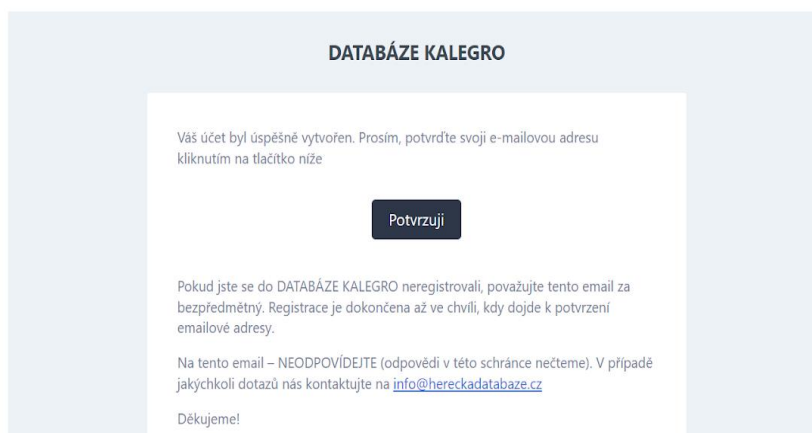 DATABÁZE KALEGRO
Váš účet byl úspěšně vytvořen. Prosím, potvrďte svoji e-mailovou adresu
kliknutím na tlačítko níže
Potvrzuji
Pokud jste se do DATABÁZE KALEGRO neregistrovali, považujte tento email za
bezpředmětný. Registrace je dokončena až ve chvíli, kdy dojde k potvrzení
emailové adresy.
Na tento email – NEODPOVÍDEJTE (odpovědi v této schránce nečteme). V případě
jakýchkoli dotazů nás kontaktujte na info@hereckadatabaze.cz
Děkujeme!